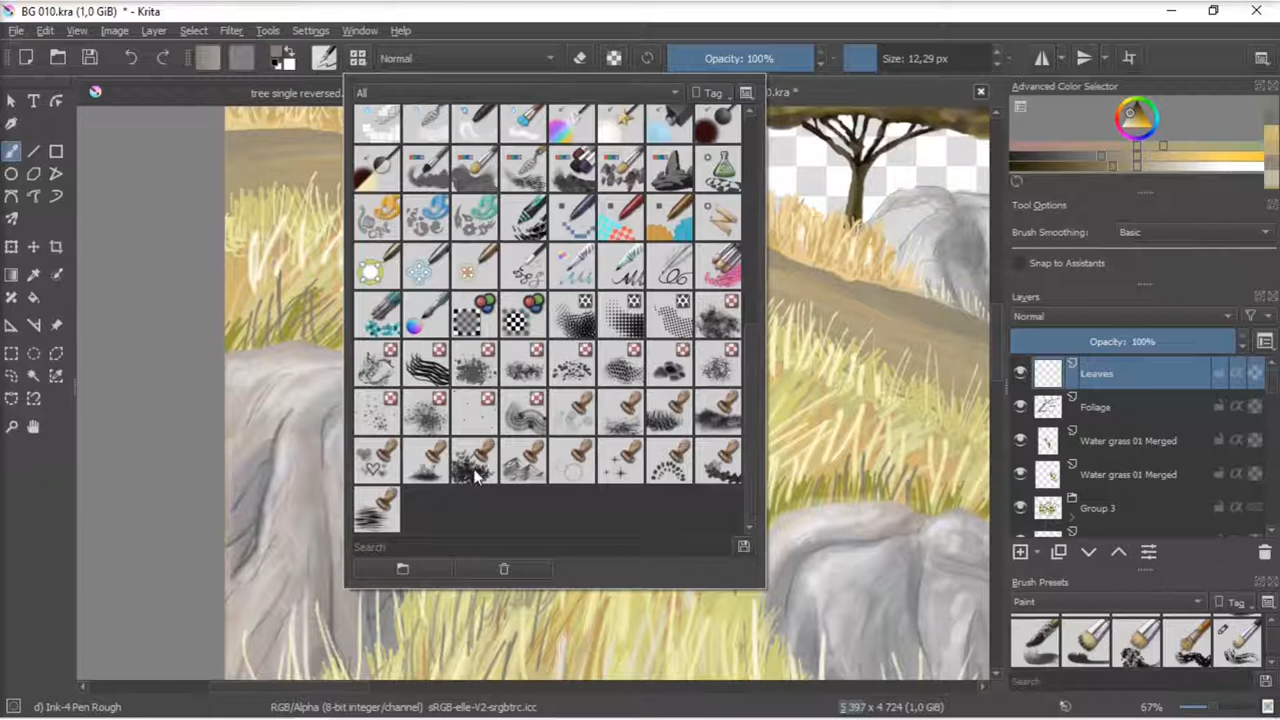 BG 010.kra (1,0 GiB) * - Krita
File Edit View Image Layer Select Filter Tools Settings Window Help
Normal Opacity: 100% Size: 12,29 px
tree single reversed.
.kra *
Advanced Color Selector
All Tag
Tool Options
Brush Smoothing: Basic
Snap to Assistants
Layers
Normal
Opacity: 100%
Leaves
Foliage
Water grass 01 Merged
Water grass 01 Merged
Group 3
Search
Brush Presets
Paint Tag
Search
d) Ink-4 Pen Rough RGB/Alpha (8-bit integer/channel) sRGB-elle-V2-srgbtrc.icc 5 397 x 4 724 (1,0 GiB) 67%